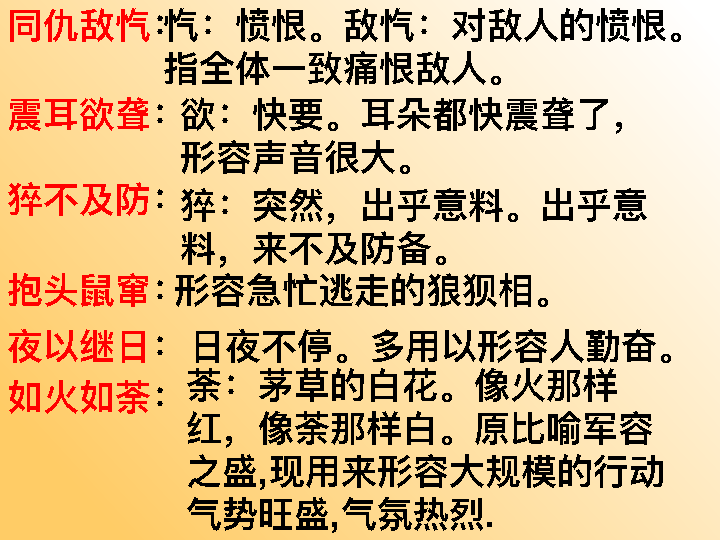 同仇敌忾:忾：愤恨。敌忾：对敌人的愤恨。
指全体一致痛恨敌人。
震耳欲聋：欲：快要。耳朵都快震聋了，
形容声音很大。
猝不及防：猝：突然，出乎意料。出乎意
料，来不及防备。
抱头鼠窜：形容急忙逃走的狼狈相。
夜以继日：日夜不停。多用以形容人勤奋。
如火如荼：荼：茅草的白花。像火那样
红，像荼那样白。原比喻军容
之盛,现用来形容大规模的行动
气势旺盛,气氛热烈.